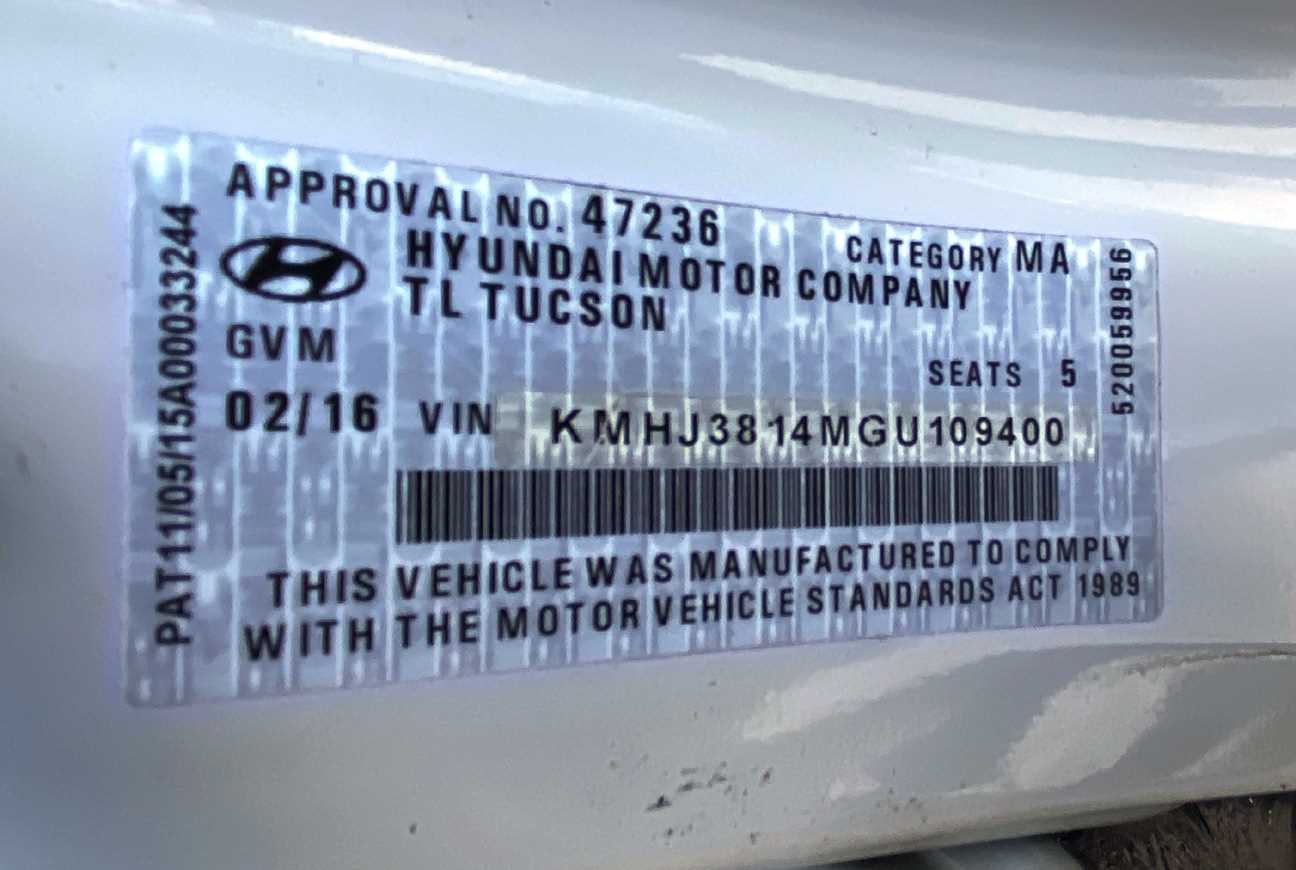 APPROVAL NO. 47236
CATEGORY MA
HYUNDAI MOTOR COMPANY
TL TUCSON
GVM
SEATS 5
02/16 VIN KMHJ3814MGU109400
THIS VEHICLE WAS MANUFACTURED TO COMPLY
WITH THE MOTOR VEHICLE STANDARDS ACT 1989
PAT11/05/15A00033244
520059956